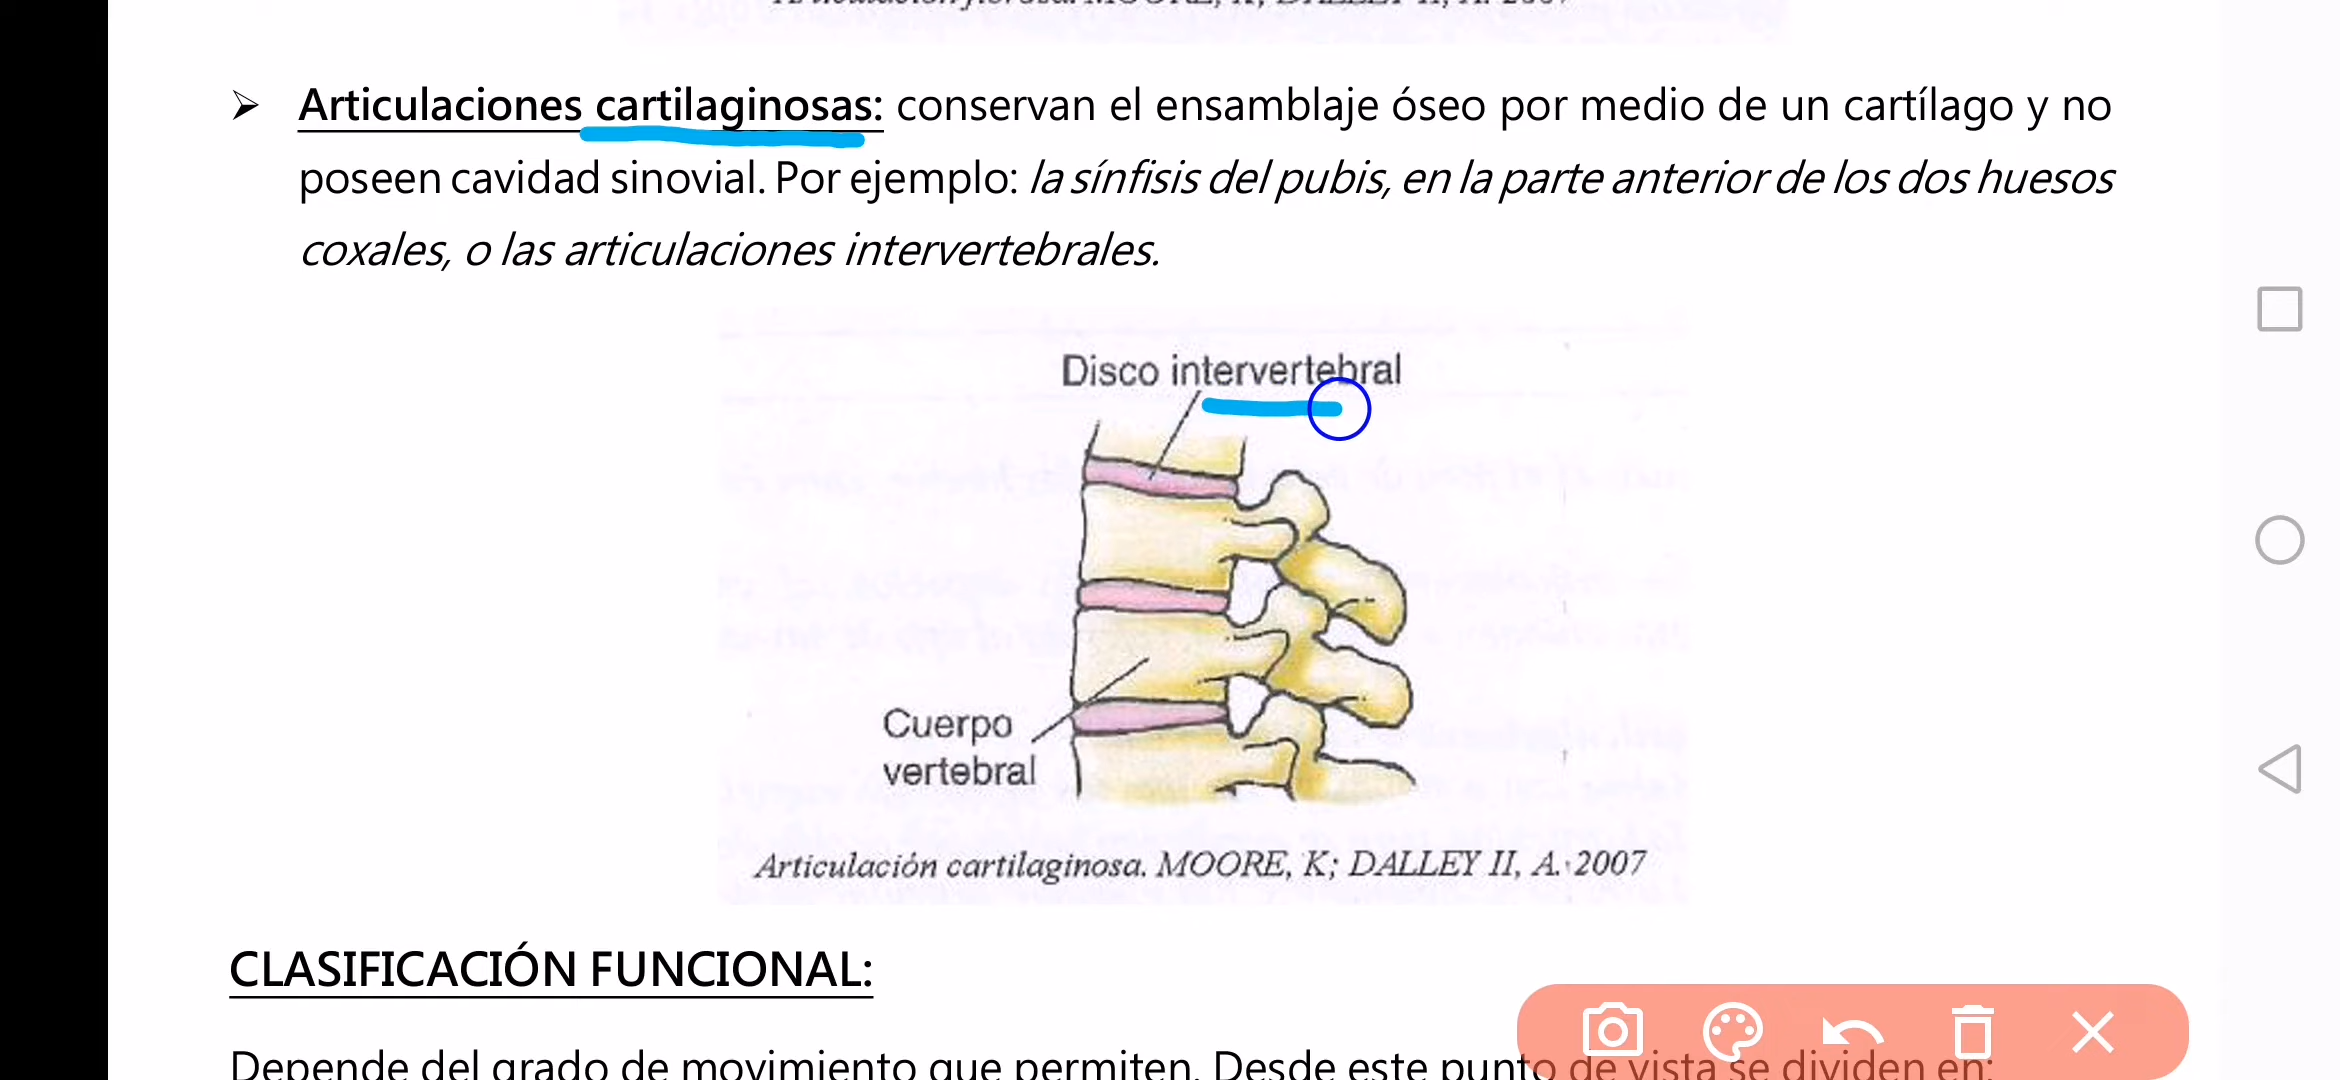 ➢ Articulaciones cartilaginosas: conservan el ensamblaje óseo por medio de un cartílago y no
poseen cavidad sinovial. Por ejemplo: la sínfisis del pubis, en la parte anterior de los dos huesos
coxales, o las articulaciones intervertebrales.
Disco intervertebral
Cuerpo
vertebral
Articulación cartilaginosa. MOORE, K; DALLEY II, A. 2007
CLASIFICACIÓN FUNCIONAL:
Depende del grado de movimiento que permiten. Desde este punto de vista se dividen en: